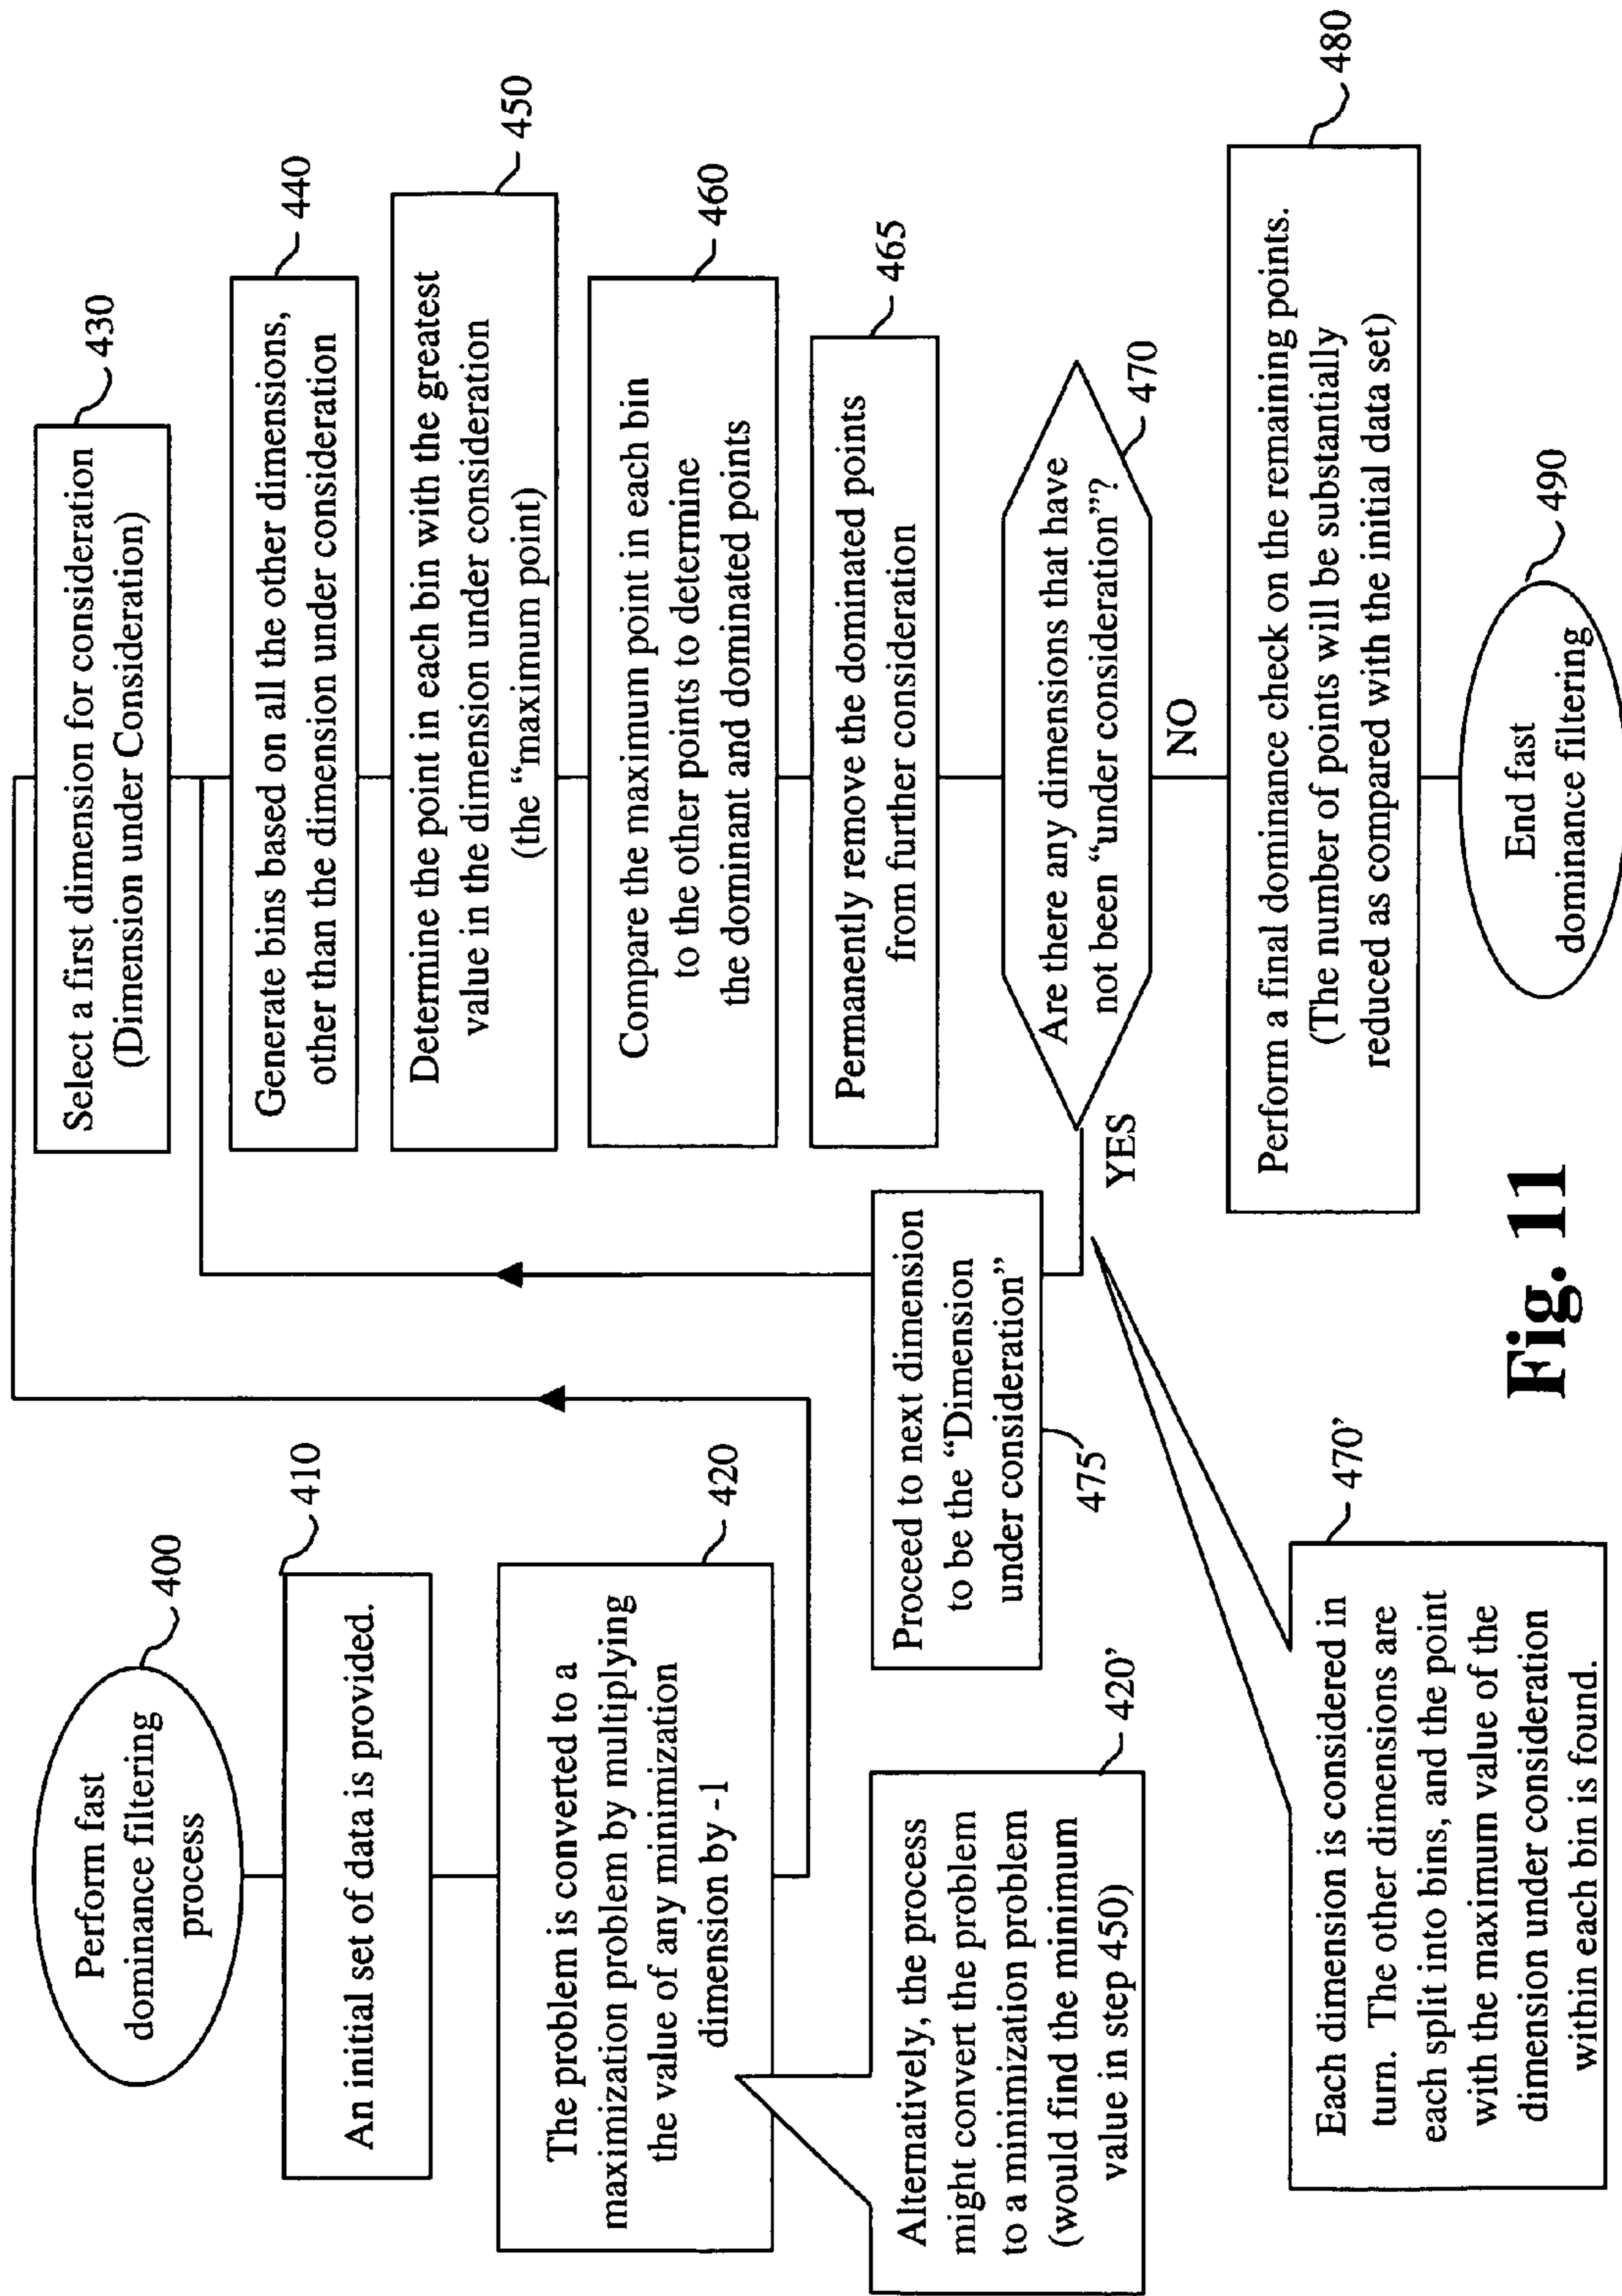 Perform fast
dominance filtering
process
400
An initial set of data is provided.
410
The problem is converted to a
maximization problem by multiplying
the value of any minimization
dimension by -1
420
Alternatively, the process
might convert the problem
to a minimization problem
(would find the minimum
value in step 450)
420’
Select a first dimension for consideration
(Dimension under Consideration)
430
Generate bins based on all the other dimensions,
other than the dimension under consideration
440
Determine the point in each bin with the greatest
value in the dimension under consideration
(the “maximum point)
450
Compare the maximum point in each bin
to the other points to determine
the dominant and dominated points
460
Permanently remove the dominated points
from further consideration
465
Are there any dimensions that have
not been “under consideration”?
470
YES
NO
Proceed to next dimension
to be the “Dimension
under consideration”
475
Each dimension is considered in
turn. The other dimensions are
each split into bins, and the point
with the maximum value of the
dimension under consideration
within each bin is found.
470’
Perform a final dominance check on the remaining points.
(The number of points will be substantially
reduced as compared with the initial data set)
480
End fast
dominance filtering
490
Fig. 11